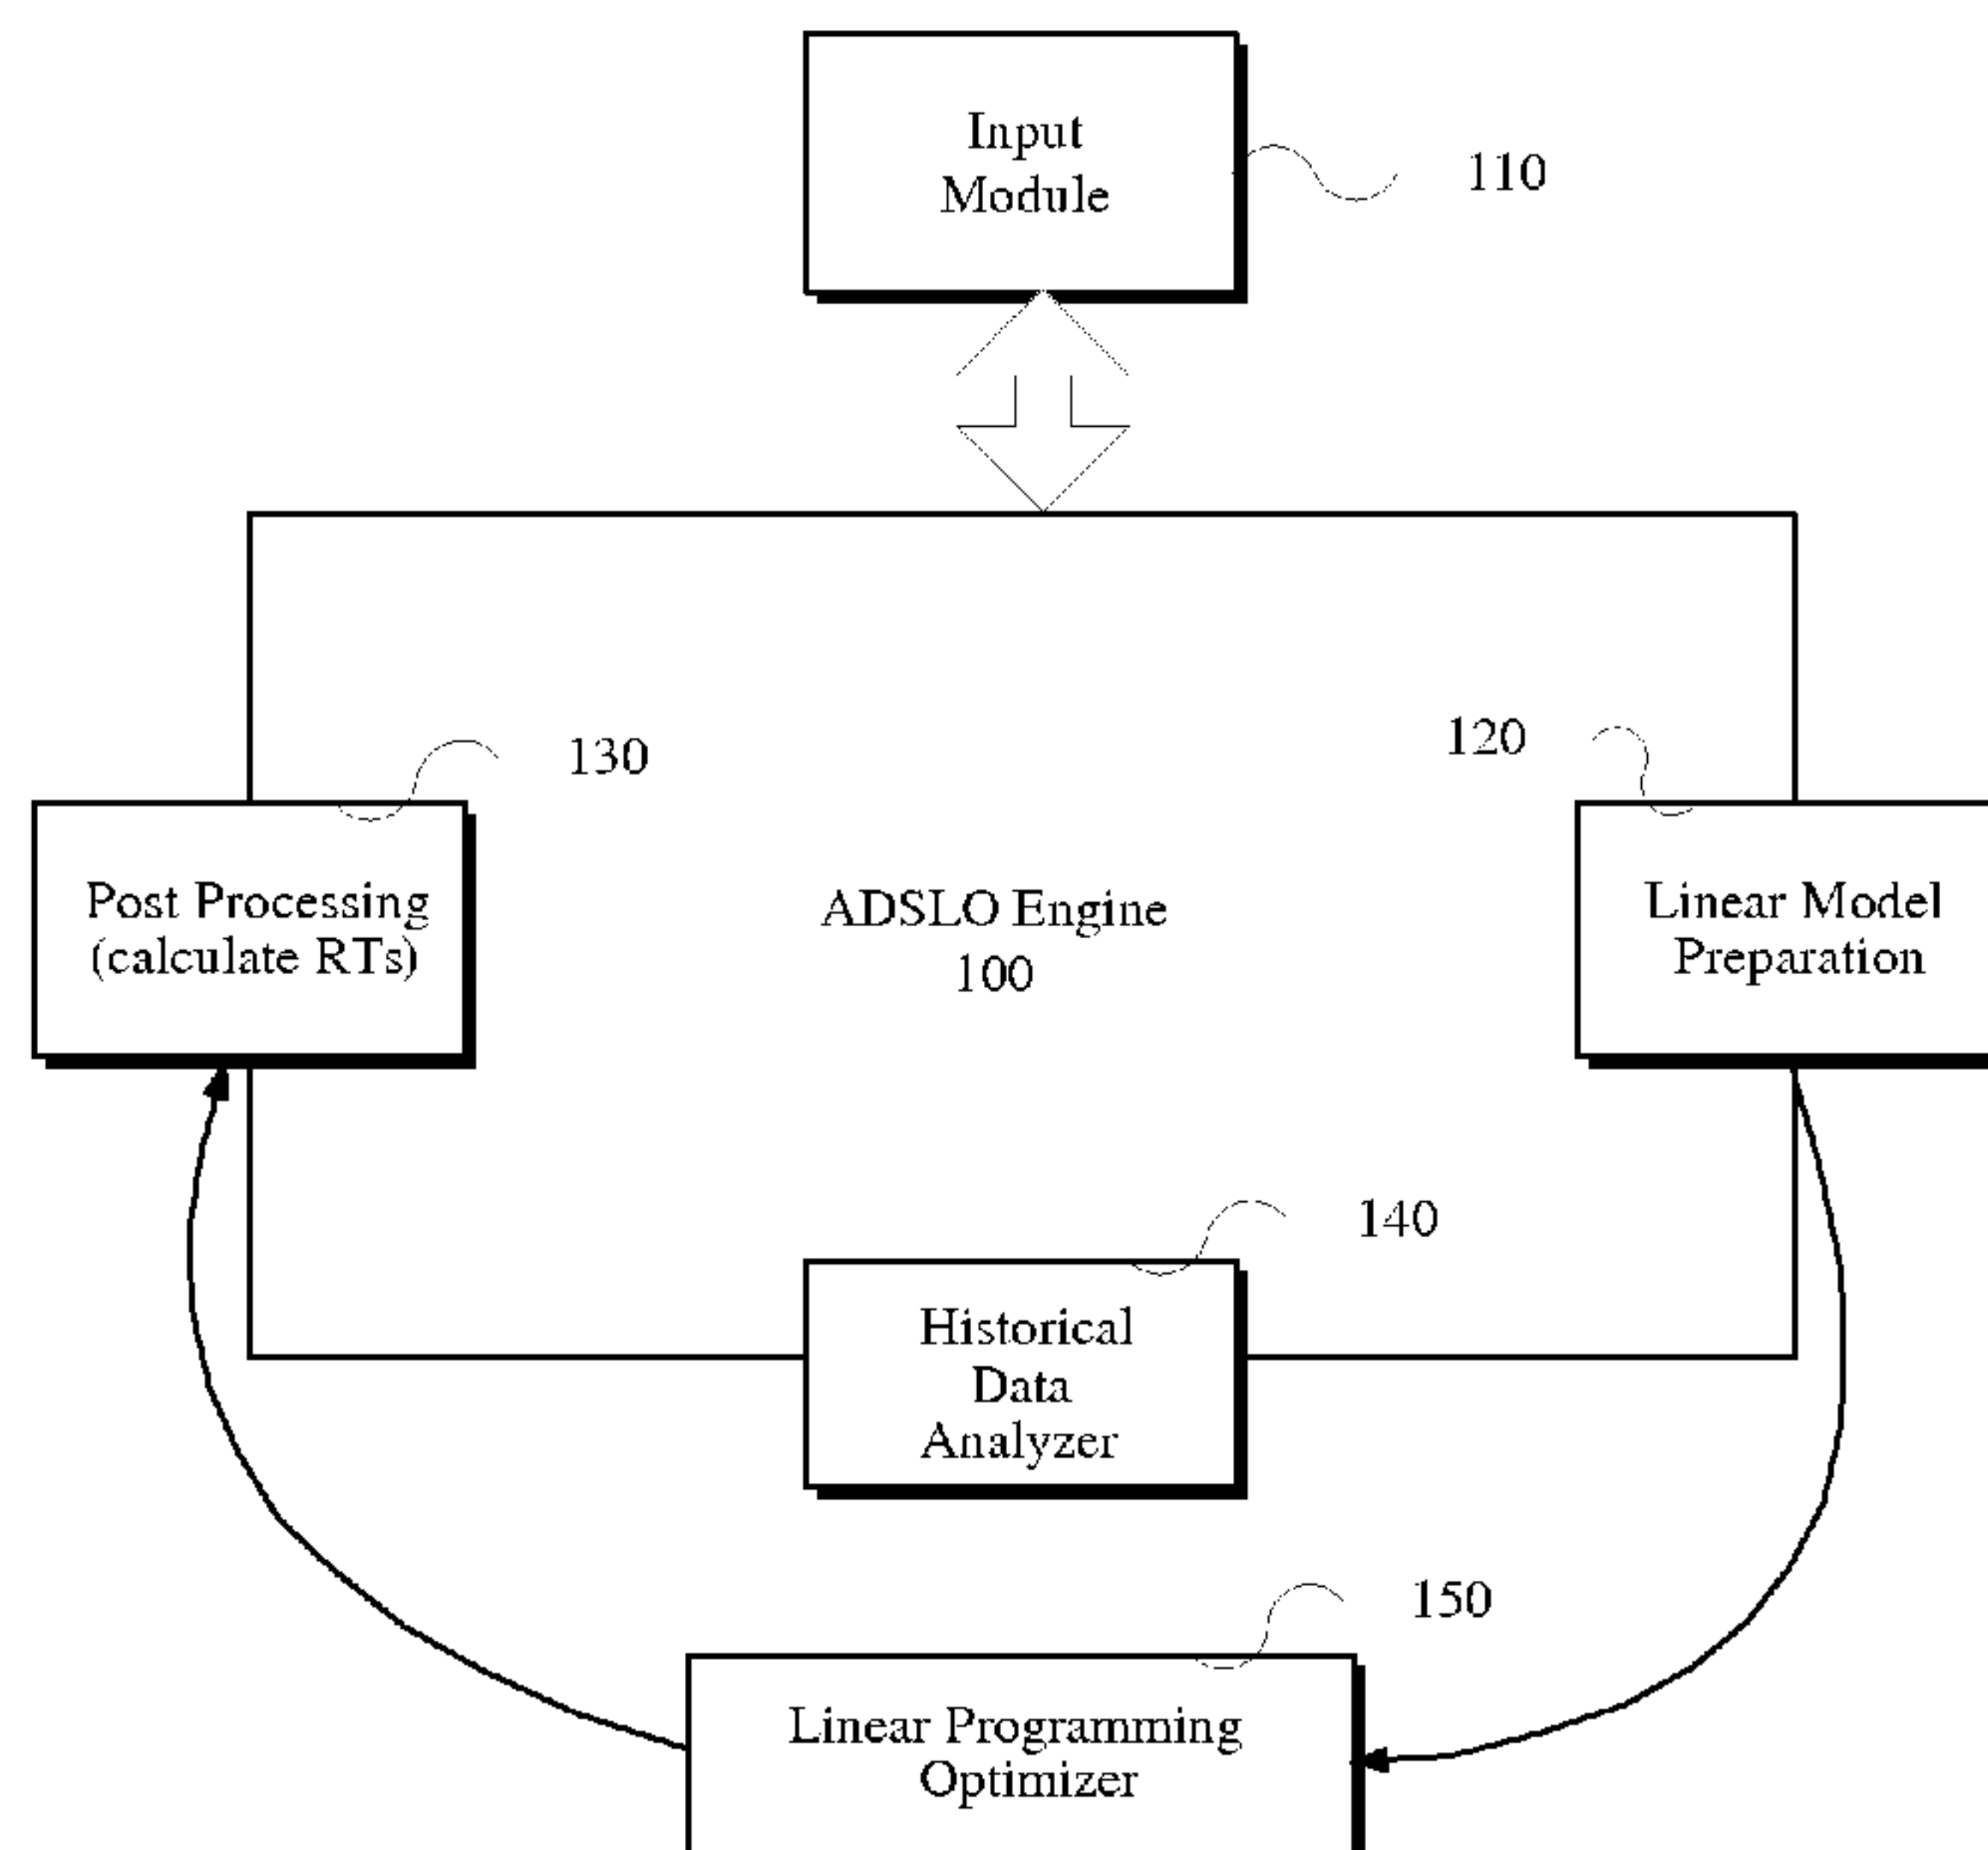 Input
Module
110
130
120
Post Processing
(calculate RTs)
ADSLO Engine
100
Linear Model
Preparation
140
Historical
Data
Analyzer
150
Linear Programming
Optimizer